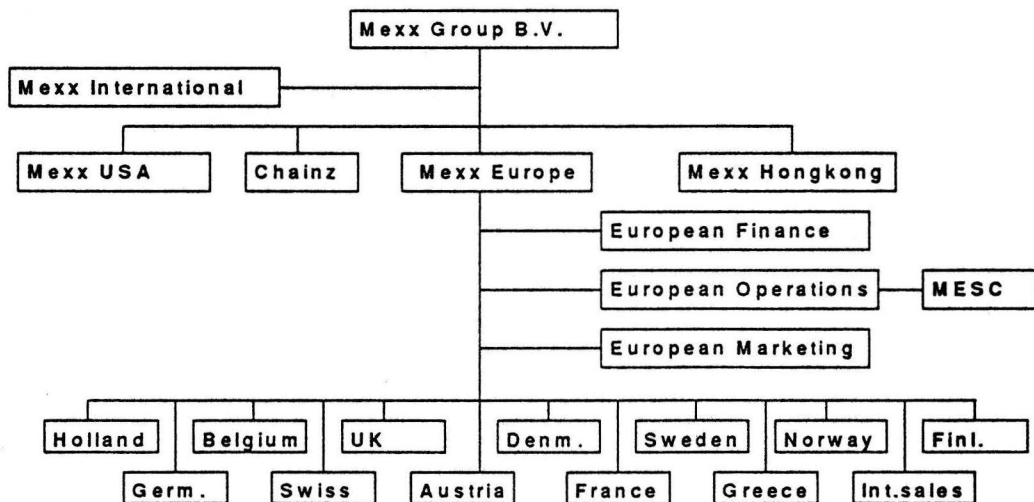 Mexx Group B.V.
Mexx International
Mexx USA
Chainz
Mexx Europe
Mexx Hongkong
European Finance
European Operations
MESC
European Marketing
Holland
Belgium
UK
Denm.
Sweden
Norway
Finl.
Germ.
Swiss
Austria
France
Greece
Int.sales